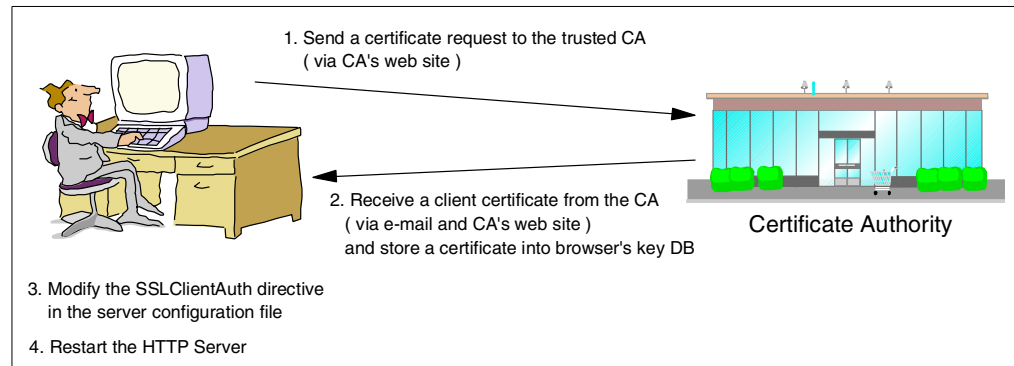 1. Send a certificate request to the trusted CA
( via CA's web site )
2. Receive a client certificate from the CA
( via e-mail and CA's web site )
and store a certificate into browser's key DB
Certificate Authority
3. Modify the SSLClientAuth directive
in the server configuration file
4. Restart the HTTP Server